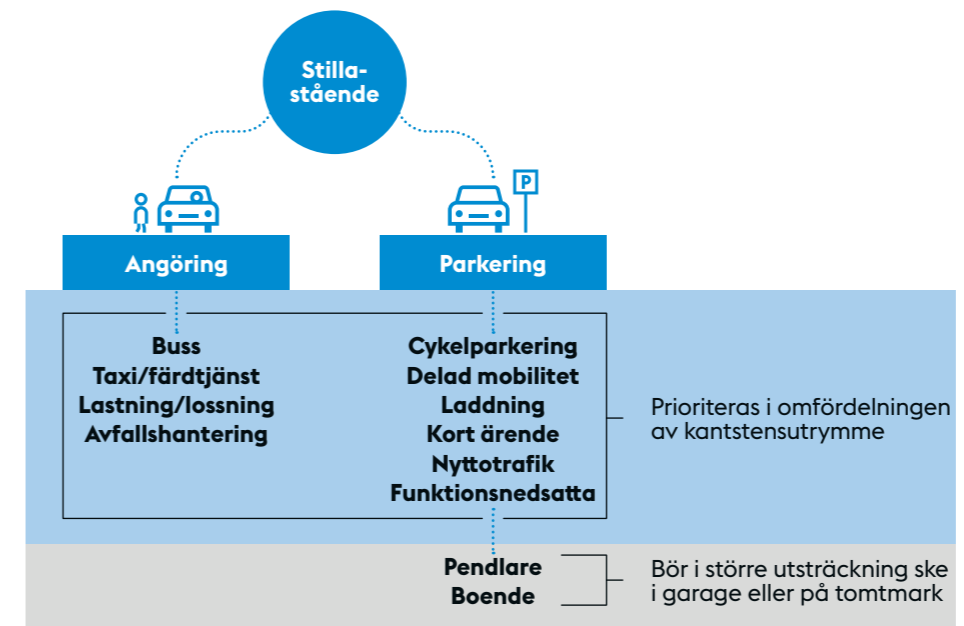 Stilla-
stående
P
Angöring
Parkering
Buss
Taxi/färdtjänst
Lastning/lossning
Avfallshantering
Cykelparkering
Delad mobilitet
Laddning
Kort ärende
Nyttotrafik
Funktionsnedsatta
Prioriteras i omfördelningen
av kantstensutrymme
Pendlare
Boende
Bör i större utsträckning ske
i garage eller på tomtmark